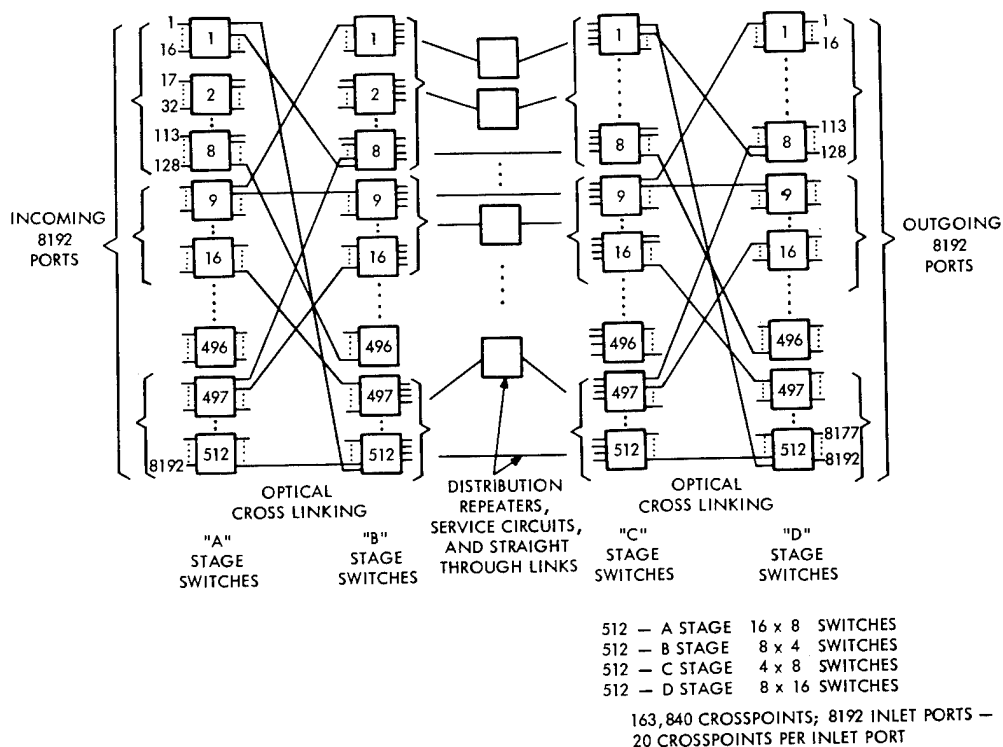 INCOMING
8192
PORTS
1
16
17
32
113
128
8192
1
2
8
9
16
496
497
512
1
2
8
9
16
496
497
512
OPTICAL
CROSS LINKING
"A"
STAGE
SWITCHES
"B"
STAGE
SWITCHES
DISTRIBUTION
REPEATERS,
SERVICE CIRCUITS,
AND STRAIGHT
THROUGH LINKS
1
8
9
16
496
497
512
1
8
9
16
496
497
512
1
16
113
128
8177
8192
OUTGOING
8192
PORTS
OPTICAL
CROSS LINKING
"C"
STAGE
SWITCHES
"D"
STAGE
SWITCHES
512 — A STAGE 16 x 8 SWITCHES
512 — B STAGE 8 x 4 SWITCHES
512 — C STAGE 4 x 8 SWITCHES
512 — D STAGE 8 x 16 SWITCHES
163,840 CROSSPOINTS; 8192 INLET PORTS —
20 CROSSPOINTS PER INLET PORT